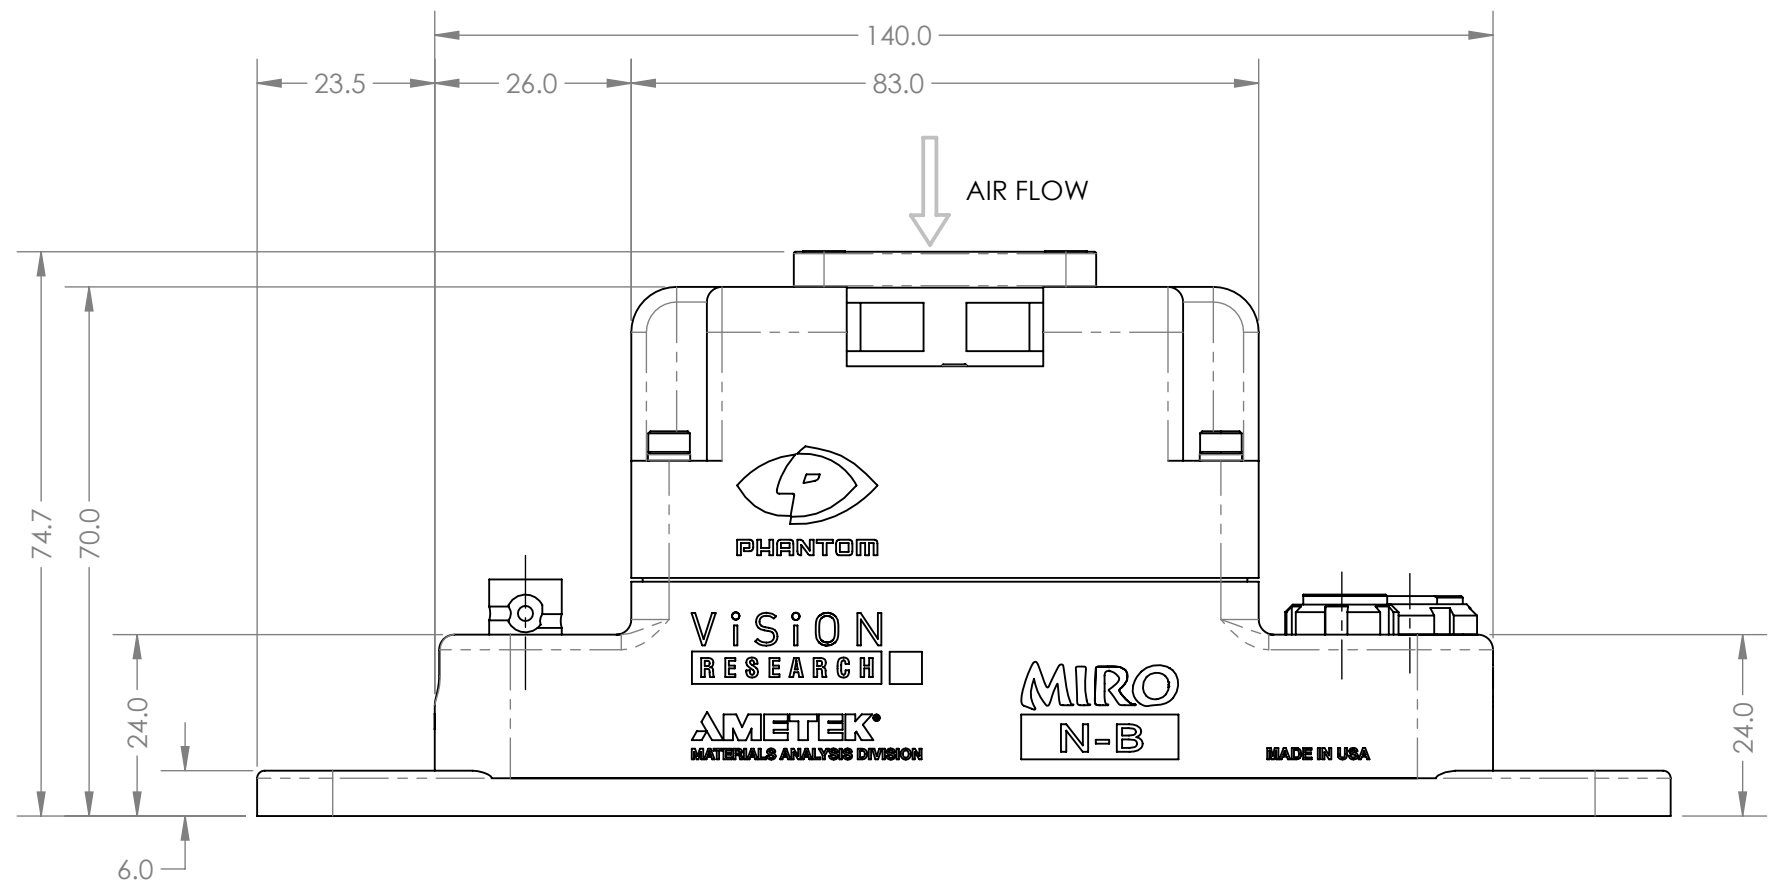 140.0
23.5
26.0
83.0
AIR FLOW
74.7
70.0
PHANTOM
ViSiON
RESEARCH
24.0
MIRO
N-B
24.0
AMETEK®
MATERIALS ANALYSIS DIVISION
MADE IN USA
6.0